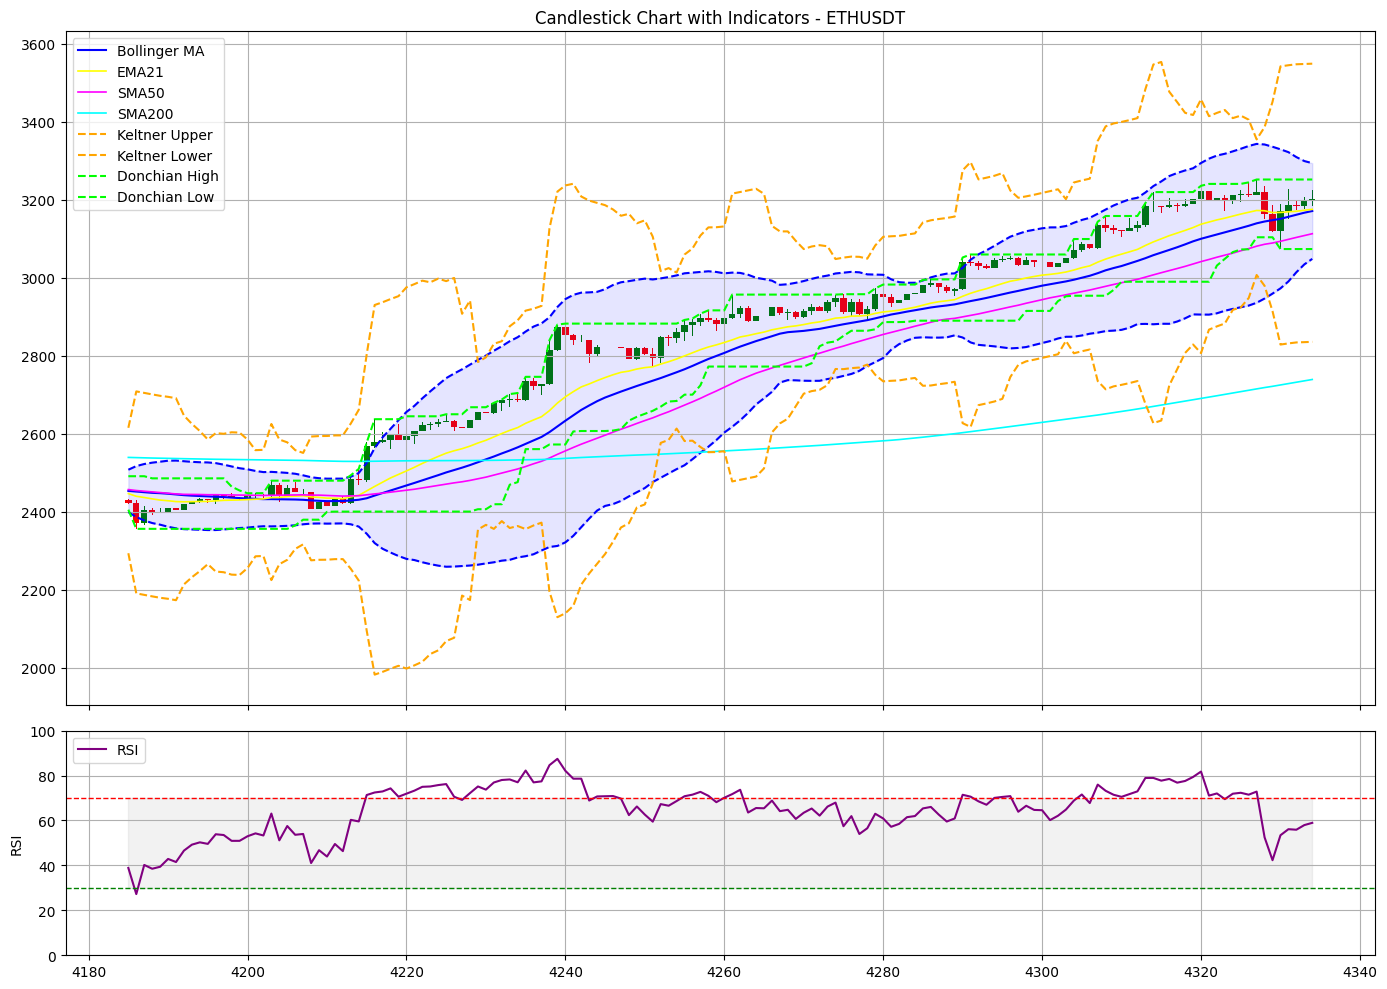 Candlestick Chart with Indicators - ETHUSDT
3600
3400
3200
3000
2800
2600
2400
2200
2000
Bollinger MA
EMA21
SMA50
SMA200
Keltner Upper
Keltner Lower
Donchian High
Donchian Low
100
80
60
40
20
0
RSI
RSI
4180 4200 4220 4240 4260 4280 4300 4320 4340